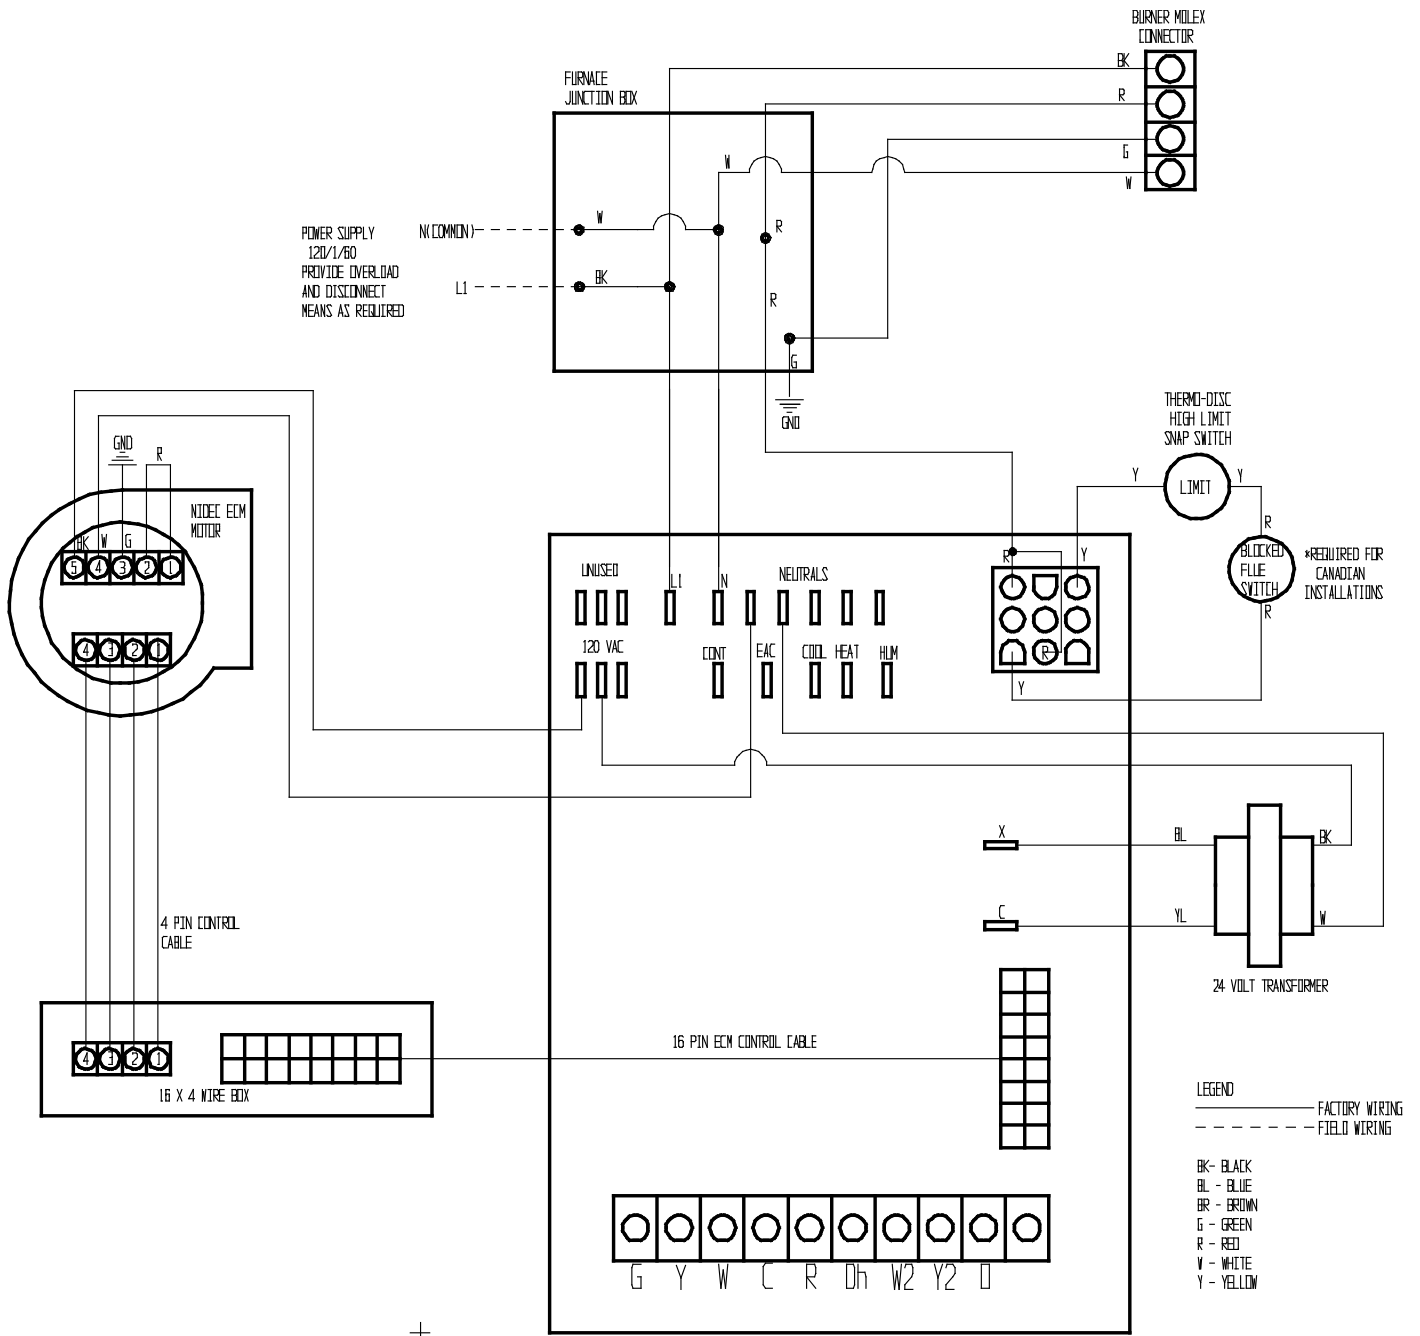 BURNER MOLEX
CONNECTOR
BK
R
G
W
FURNACE
JUNCTION BOX
W
W
R
BK
R
G
GND
POWER SUPPLY
120/1/60
PROVIDE OVERLOAD
AND DISCONNECT
MEANS AS REQUIRED
N(COMMON)
L1
THERMO-DISC
HIGH LIMIT
SNAP SWITCH
Y
LIMIT
Y
R
BLOCKED
FLUE
SWITCH
R
*REQUIRED FOR
CANADIAN
INSTALLATIONS
GND
R
NIDEC ECM
MOTOR
BK
W
G
5 4 3 2 1
4 3 2 1
UNUSED
L1
N
NEUTRALS
R
Y
R
Y
120 VAC
CONT
EAC
COOL
HEAT
HUM
X
BL
BK
C
YL
W
24 VOLT TRANSFORMER
4 PIN CONTROL
CABLE
4 3 2 1
16 X 4 WIRE BOX
16 PIN ECM CONTROL CABLE
LEGEND
FACTORY WIRING
FIELD WIRING
BK- BLACK
BL - BLUE
BR - BROWN
G - GREEN
R - RED
W - WHITE
Y - YELLOW
G Y W C R Dh W2 Y2 O